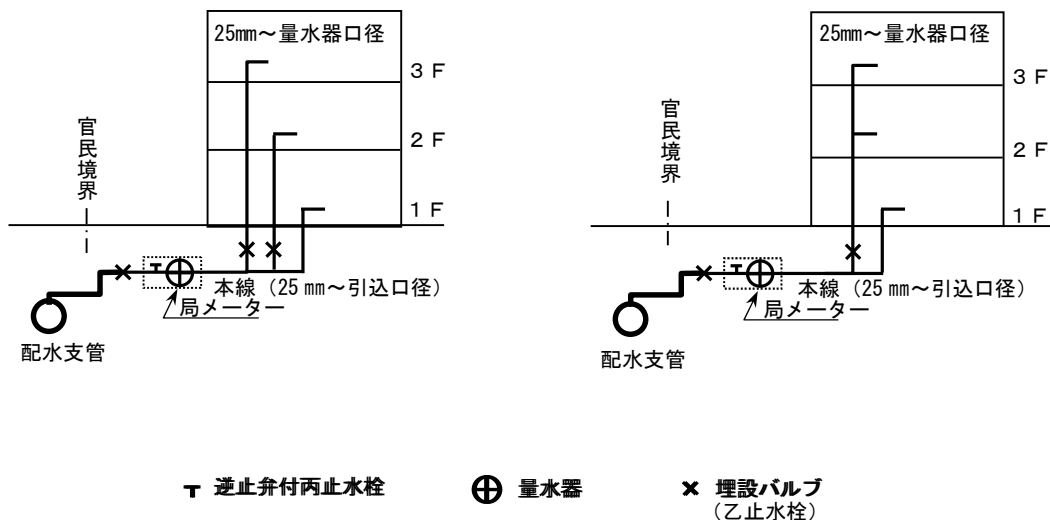 25mm～量水器口径
3 F
2 F
1 F
官民境界
本線（25 mm～引込口径）
局メーター
配水支管
25mm～量水器口径
3 F
2 F
1 F
官民境界
本線（25 mm～引込口径）
局メーター
配水支管
逆止弁付丙止水栓
量水器
埋設バルブ
（乙止水栓）